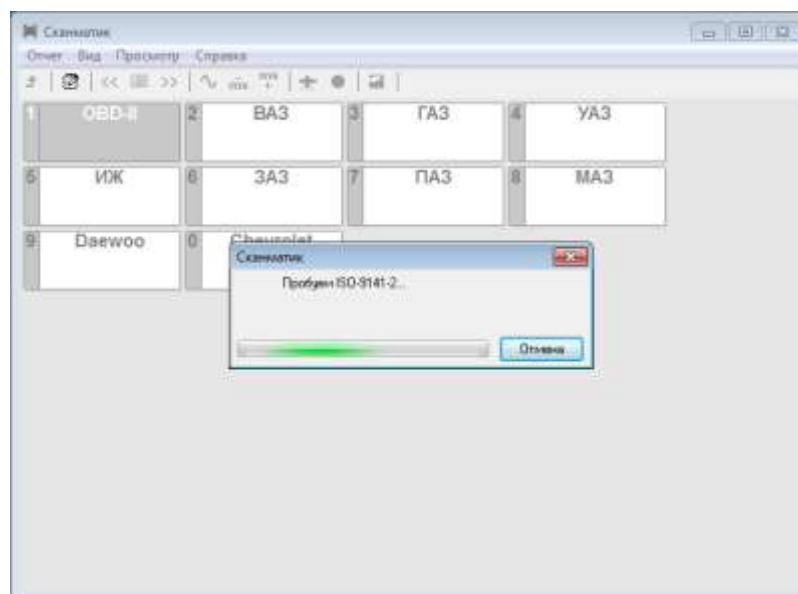 Сканматик
Отчет Вид Просмотр Справка
1 OBD-II 2 ВАЗ 3 ГАЗ 4 УАЗ
5 ИЖ 6 ЗАЗ 7 ПАЗ 8 МАЗ
9 Daewoo 0 Chevrolet
Сканматик
Пробуем ISO-9141-2...
Отмена